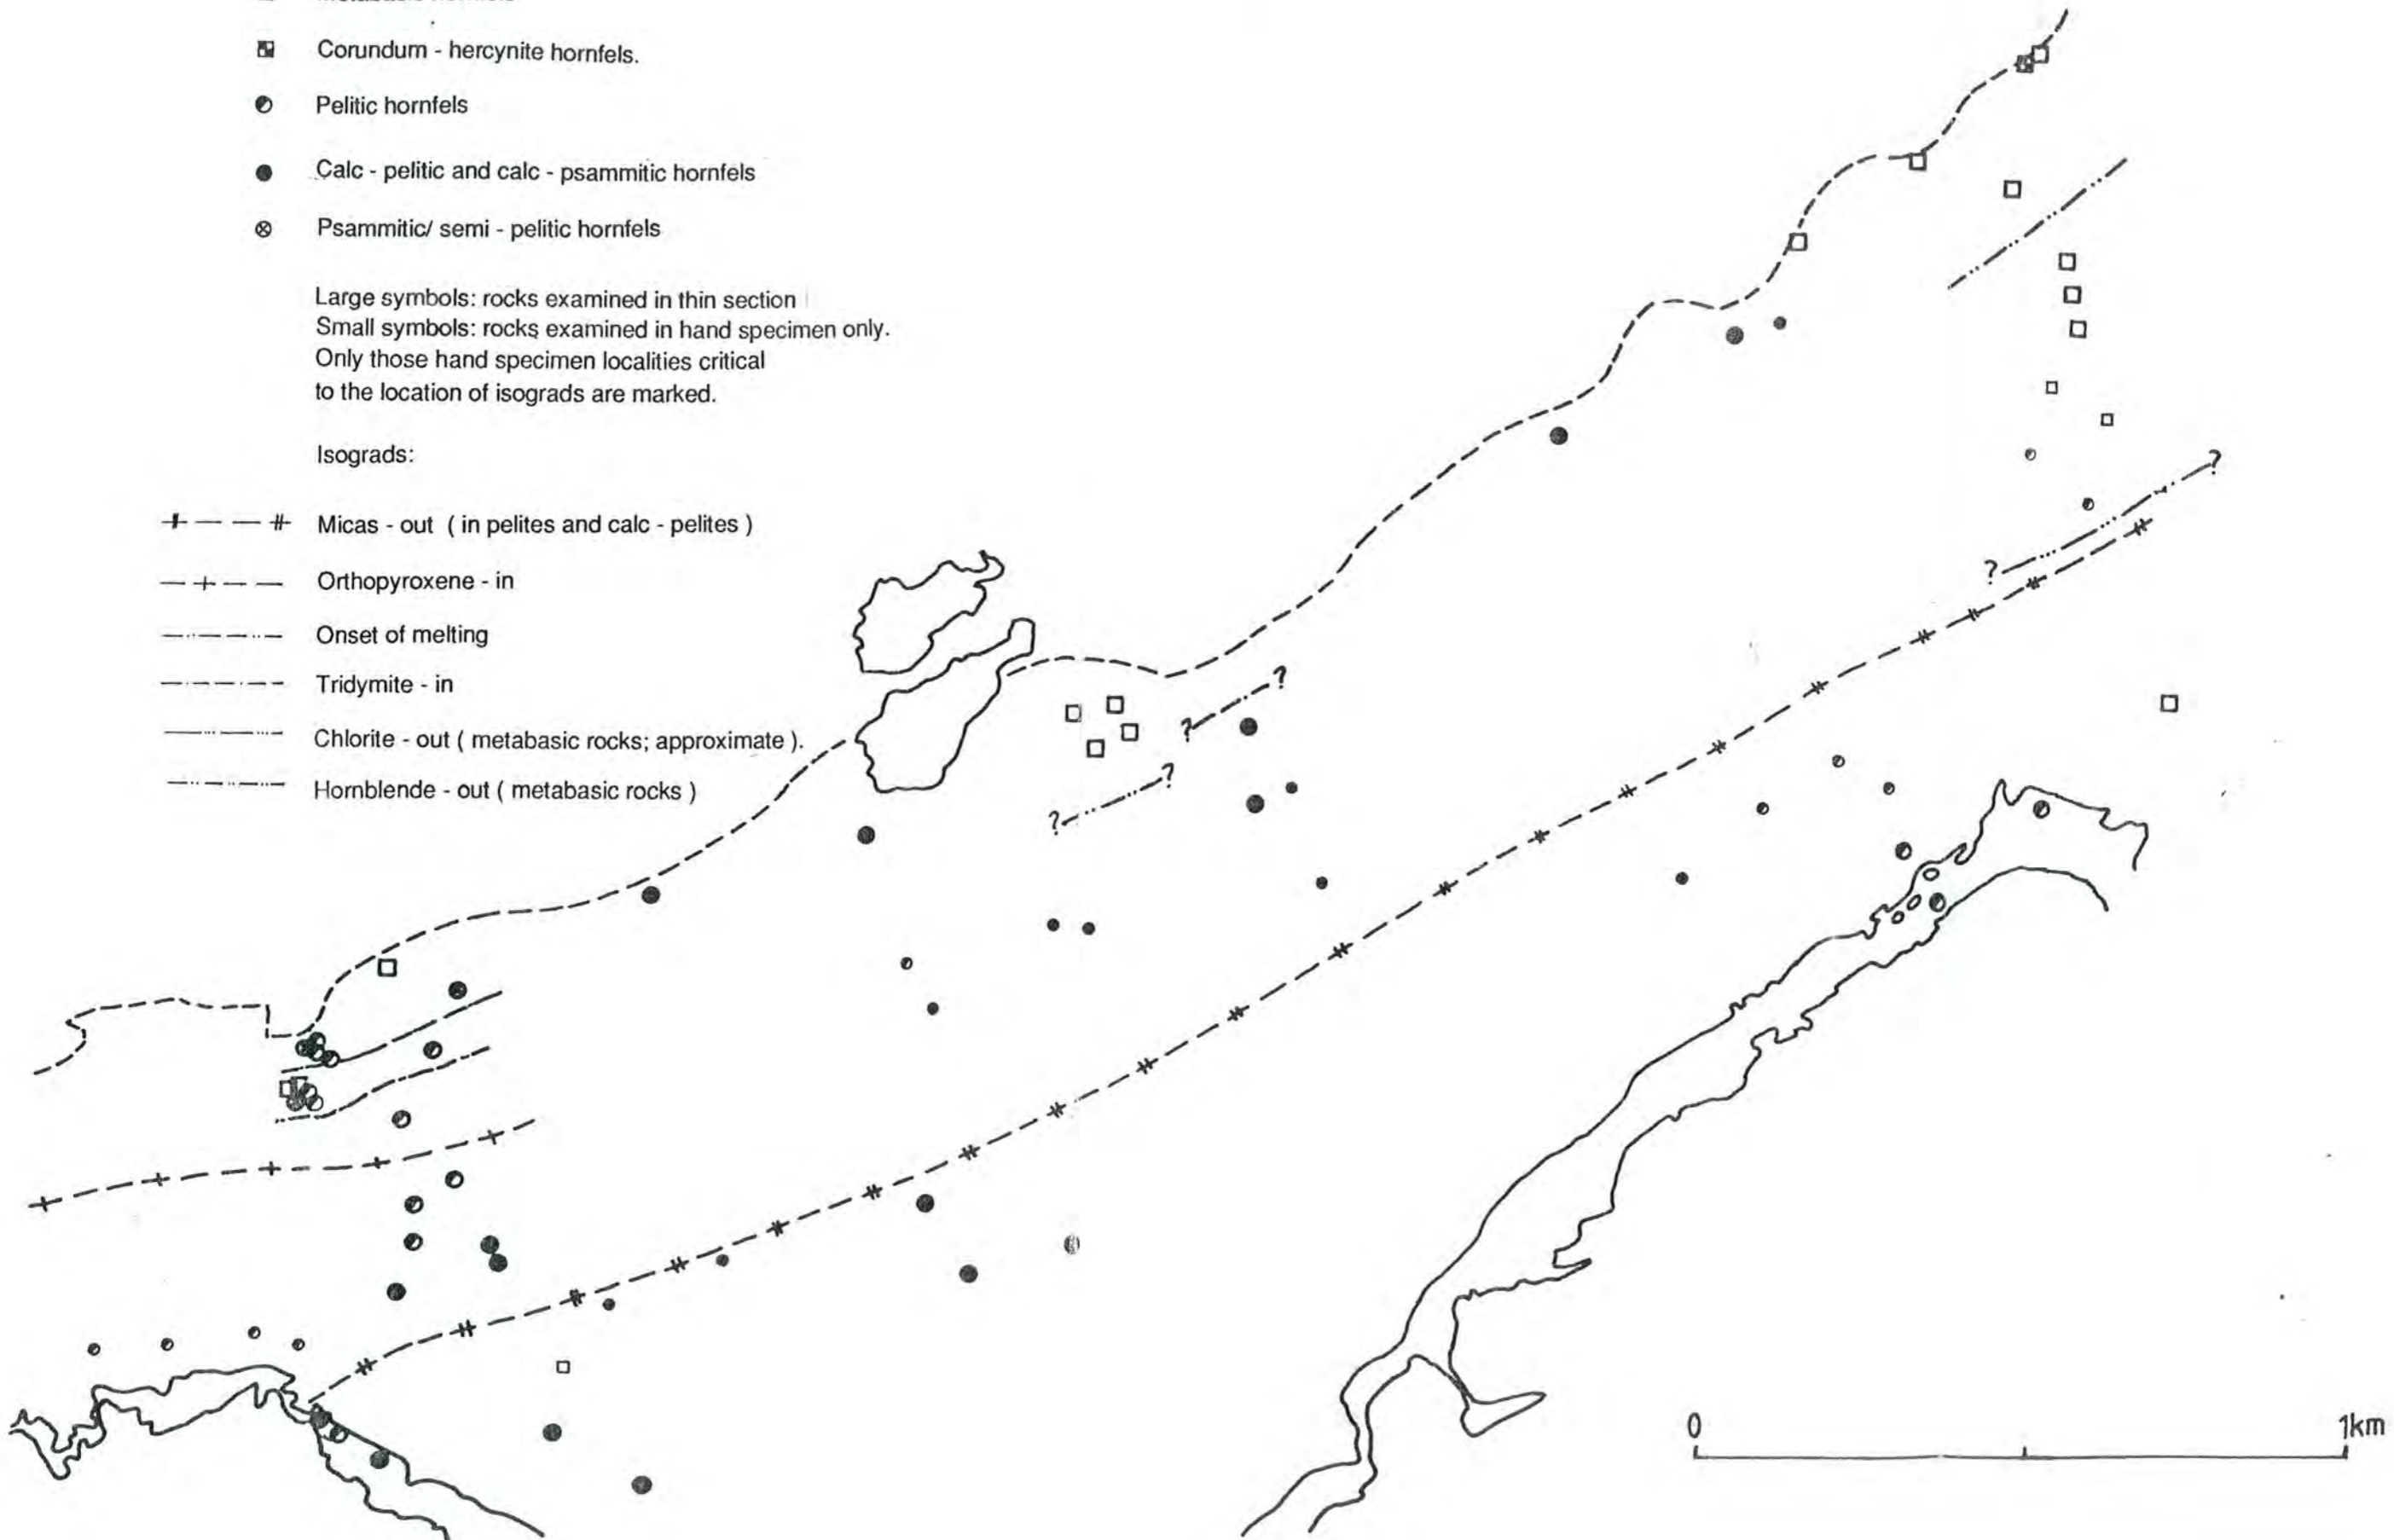 Corundum - hercynite hornfels.
Pelitic hornfels
Calc - pelitic and calc - psammitic hornfels
Psammitic/ semi - pelitic hornfels
Large symbols: rocks examined in thin section
Small symbols: rocks examined in hand specimen only.
Only those hand specimen localities critical
to the location of isograds are marked.
Isograds:
Micas - out ( in pelites and calc - pelites )
Orthopyroxene - in
Onset of melting
Tridymite - in
Chlorite - out ( metabasic rocks; approximate ).
Hornblende - out ( metabasic rocks )
?
?
?
?
?
?
0 1km